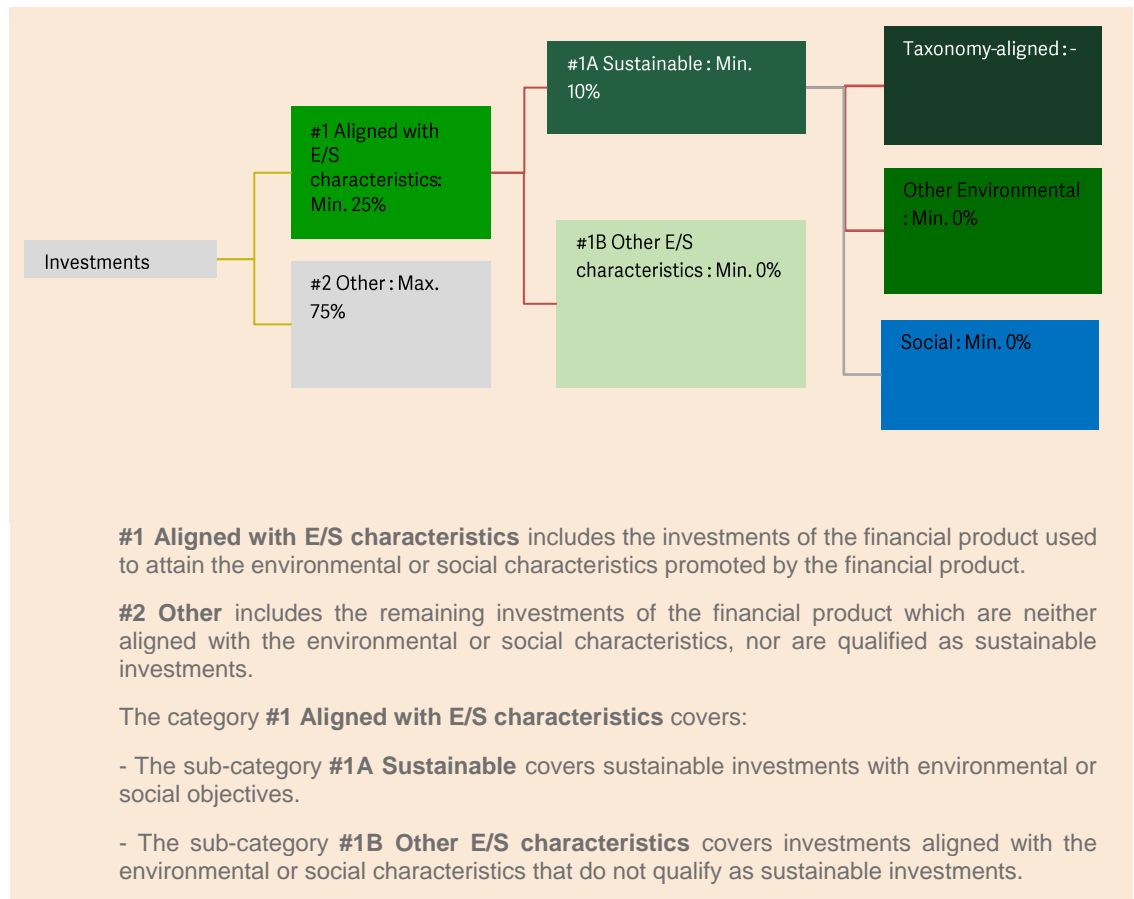 Investments
#1 Aligned with
E/S
characteristics:
Min. 25%
#2 Other : Max.
75%
#1A Sustainable : Min.
10%
#1B Other E/S
characteristics : Min. 0%
Taxonomy-aligned : -
Other Environmental
: Min. 0%
Social : Min. 0%
#1 Aligned with E/S characteristics includes the investments of the financial product used
to attain the environmental or social characteristics promoted by the financial product.
#2 Other includes the remaining investments of the financial product which are neither
aligned with the environmental or social characteristics, nor are qualified as sustainable
investments.
The category #1 Aligned with E/S characteristics covers:
- The sub-category #1A Sustainable covers sustainable investments with environmental or
social objectives.
- The sub-category #1B Other E/S characteristics covers investments aligned with the
environmental or social characteristics that do not qualify as sustainable investments.